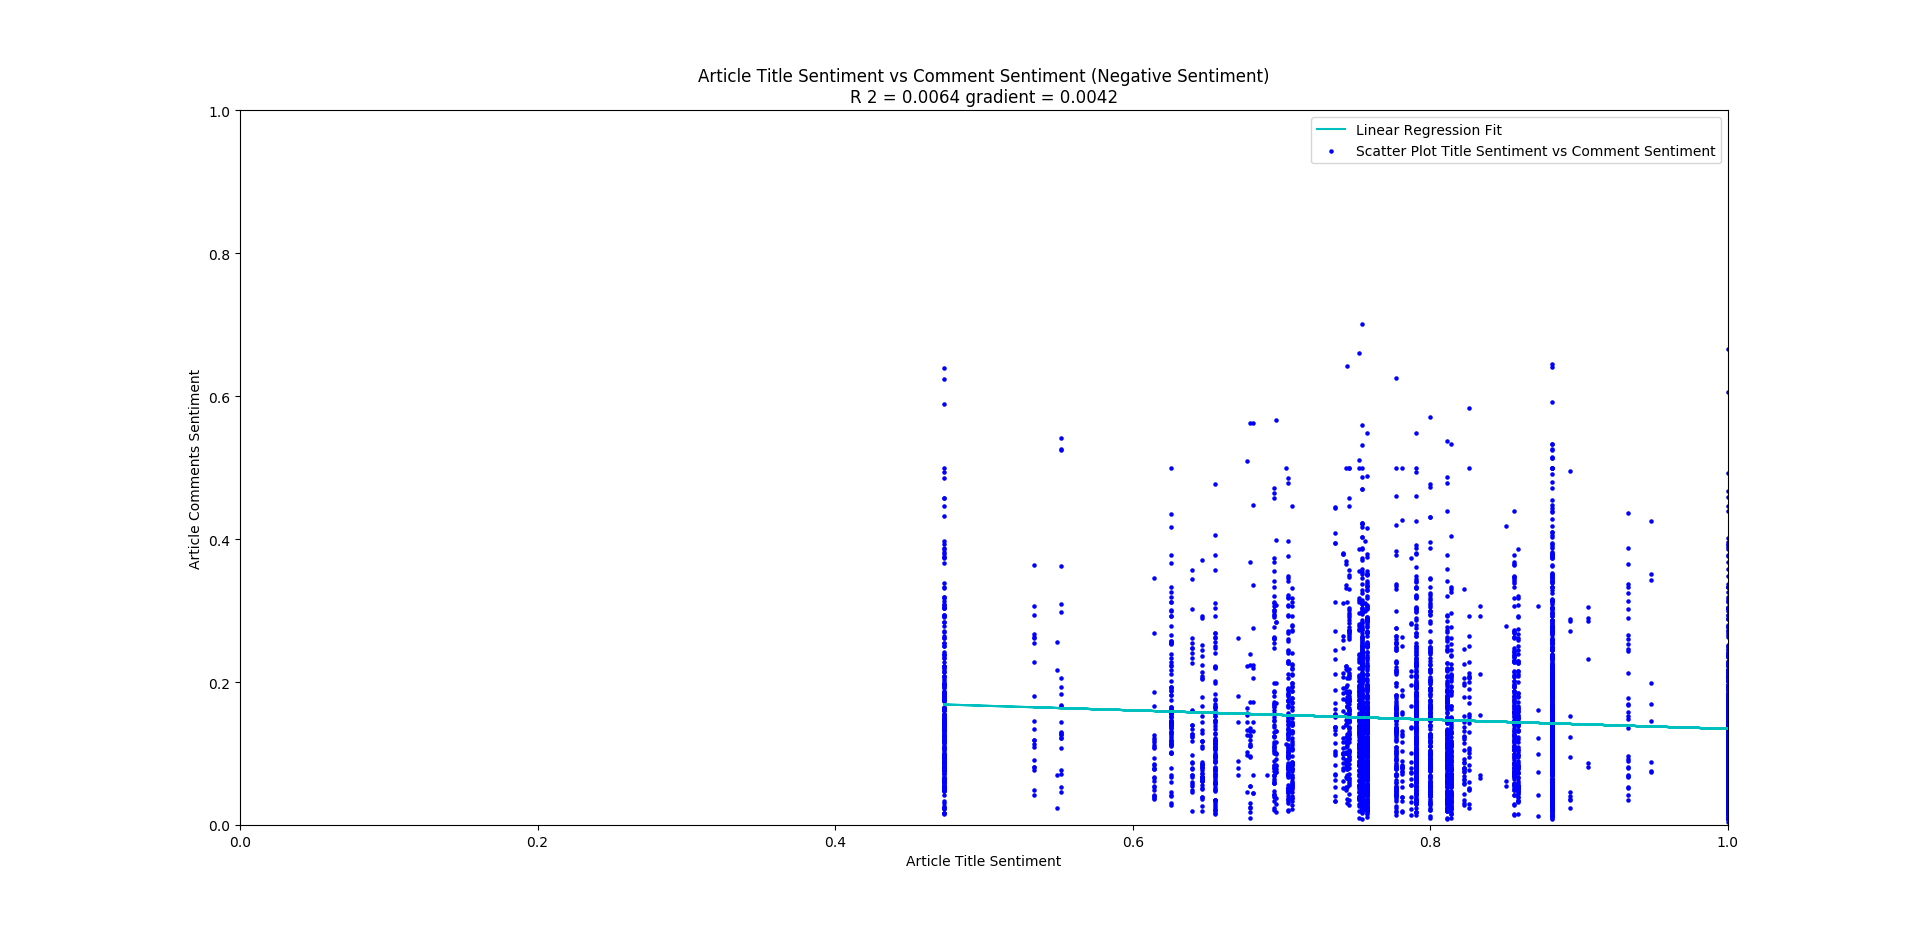 Article Title Sentiment vs Comment Sentiment (Negative Sentiment)
R 2 = 0.0064 gradient = 0.0042
Linear Regression Fit
Scatter Plot Title Sentiment vs Comment Sentiment
1.0
0.8
0.6
0.4
0.2
0.0
Article Comments Sentiment
0.0 0.2 0.4 0.6 0.8 1.0
Article Title Sentiment